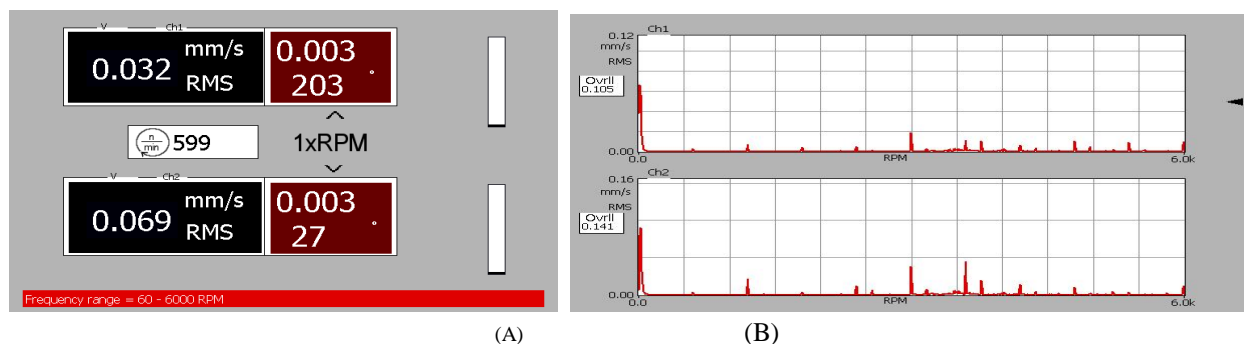 V Ch1
0.032 mm/s RMS
0.003
203 °
n/min 599
1xRPM
V Ch2
0.069 mm/s RMS
0.003
27 °
Frequency range = 60 - 6000 RPM
(A)
Ch1
0.12
mm/s
RMS
Ovrll
0.105
0.00
0.0 RPM 6.0k
Ch2
0.16
mm/s
RMS
Ovrll
0.141
0.00
0.0 RPM 6.0k
(B)